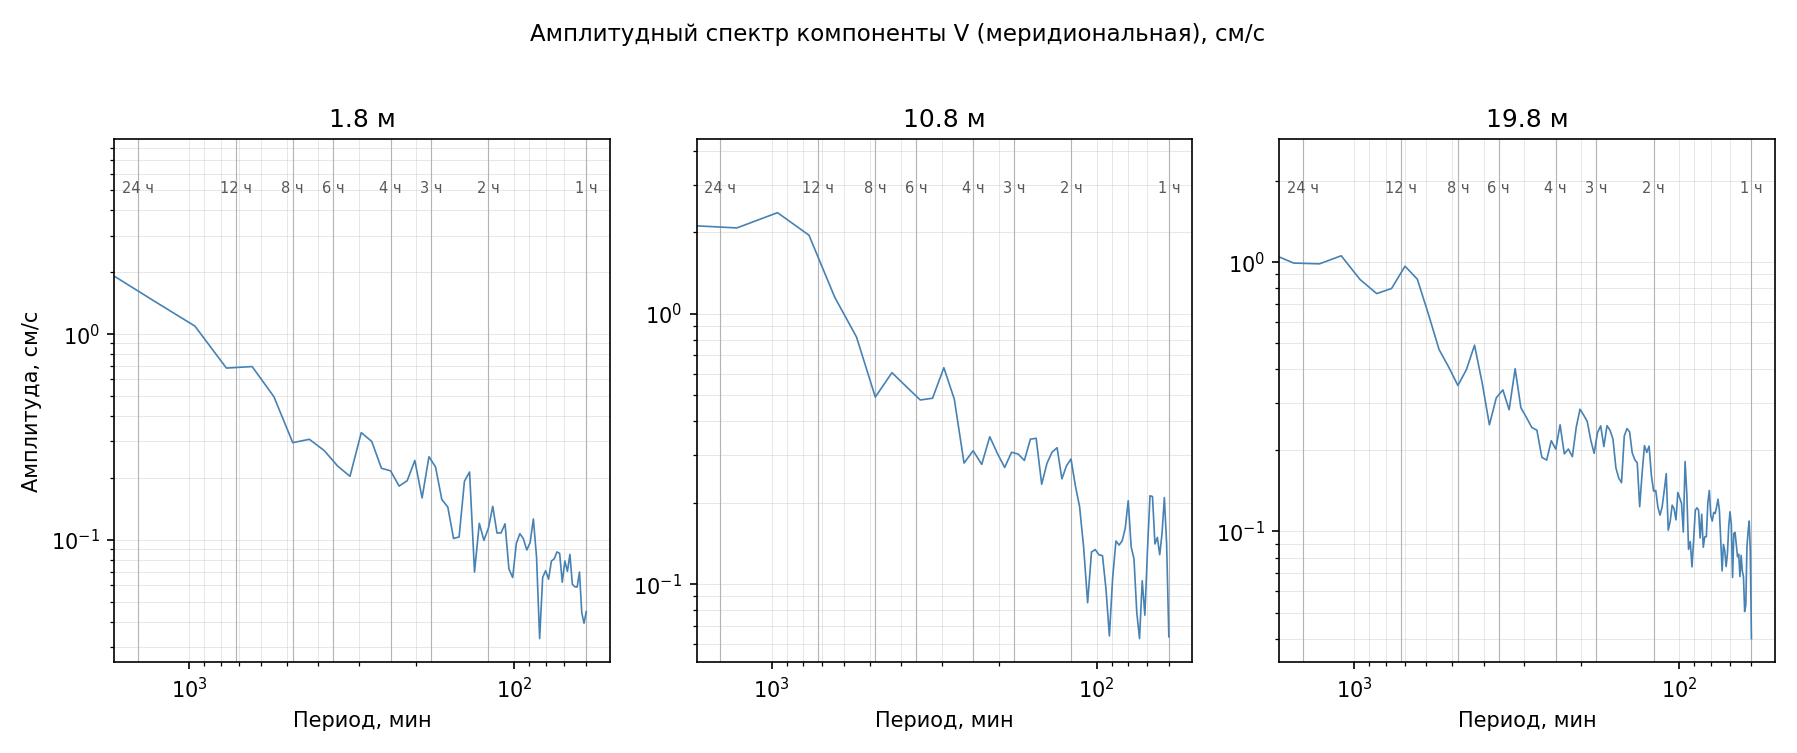 Амплитудный спектр компоненты V (меридиональная), см/с
1.8 м
10.8 м
19.8 м
24 ч 12 ч 8 ч 6 ч 4 ч 3 ч 2 ч 1 ч
24 ч 12 ч 8 ч 6 ч 4 ч 3 ч 2 ч 1 ч
24 ч 12 ч 8 ч 6 ч 4 ч 3 ч 2 ч 1 ч
Амплитуда, см/с
10⁰
10⁻¹
10⁰
10⁻¹
10⁰
10⁻¹
10³ 10²
10³ 10²
10³ 10²
Период, мин
Период, мин
Период, мин